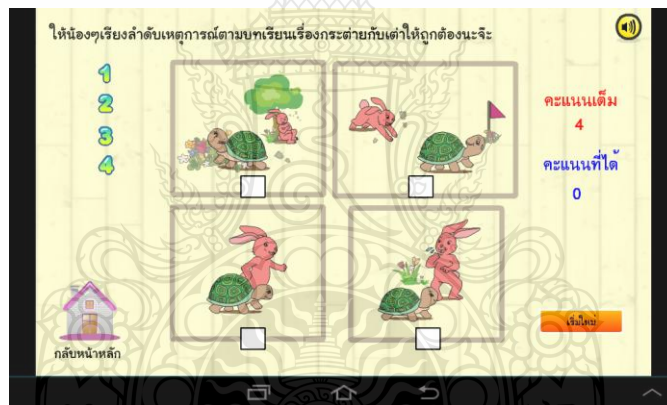 ให้น้องๆเรียงลำดับเหตุการณ์ตามบทเรียนเรื่องกระต่ายกับเต่าให้ถูกต้องนะจ๊ะ
1
2
3
4
คะแนนเต็ม
4
คะแนนที่ได้
0
เริ่มใหม่
กลับหน้าหลัก